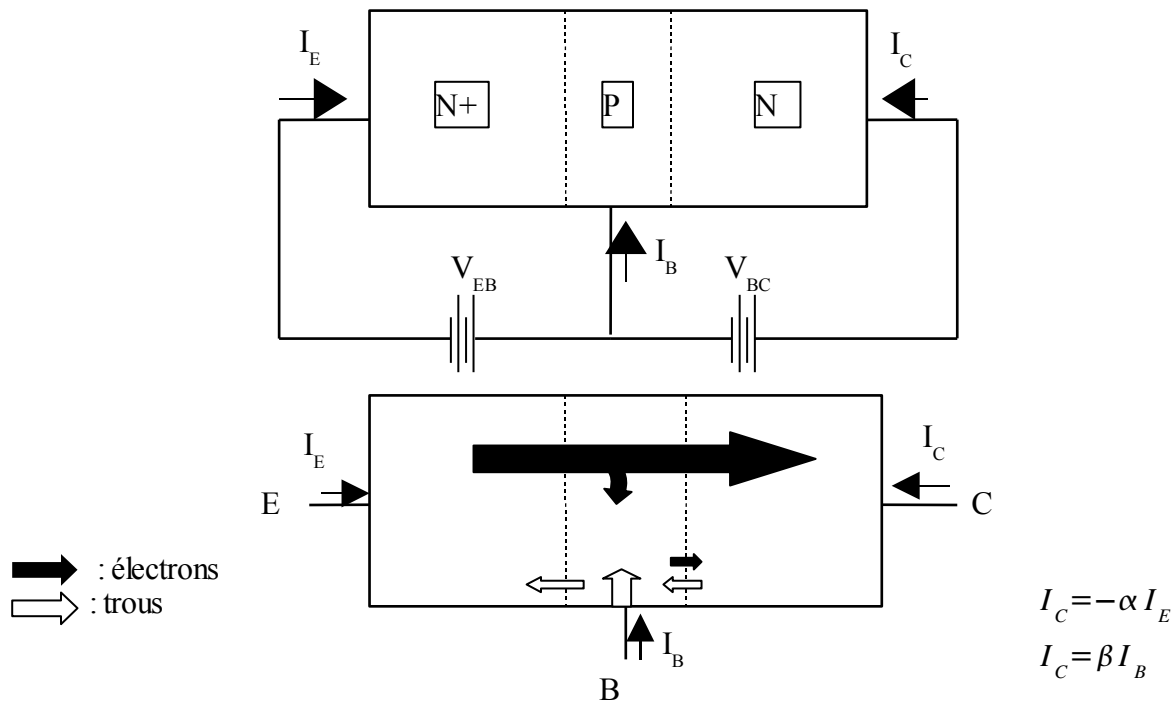 I_E
I_C
N+ P N
I_B
V_EB V_BC
I_E I_C
E C
: électrons
: trous
I_C = −α I_E
I_C = β I_B
I_B
B